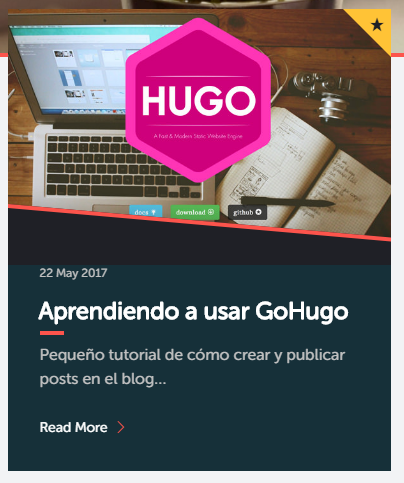 HUGO
A Fast & Modern Static Website Engine
docs
download
github
22 May 2017
Aprendiendo a usar GoHugo
Pequeño tutorial de cómo crear y publicar
posts en el blog...
Read More